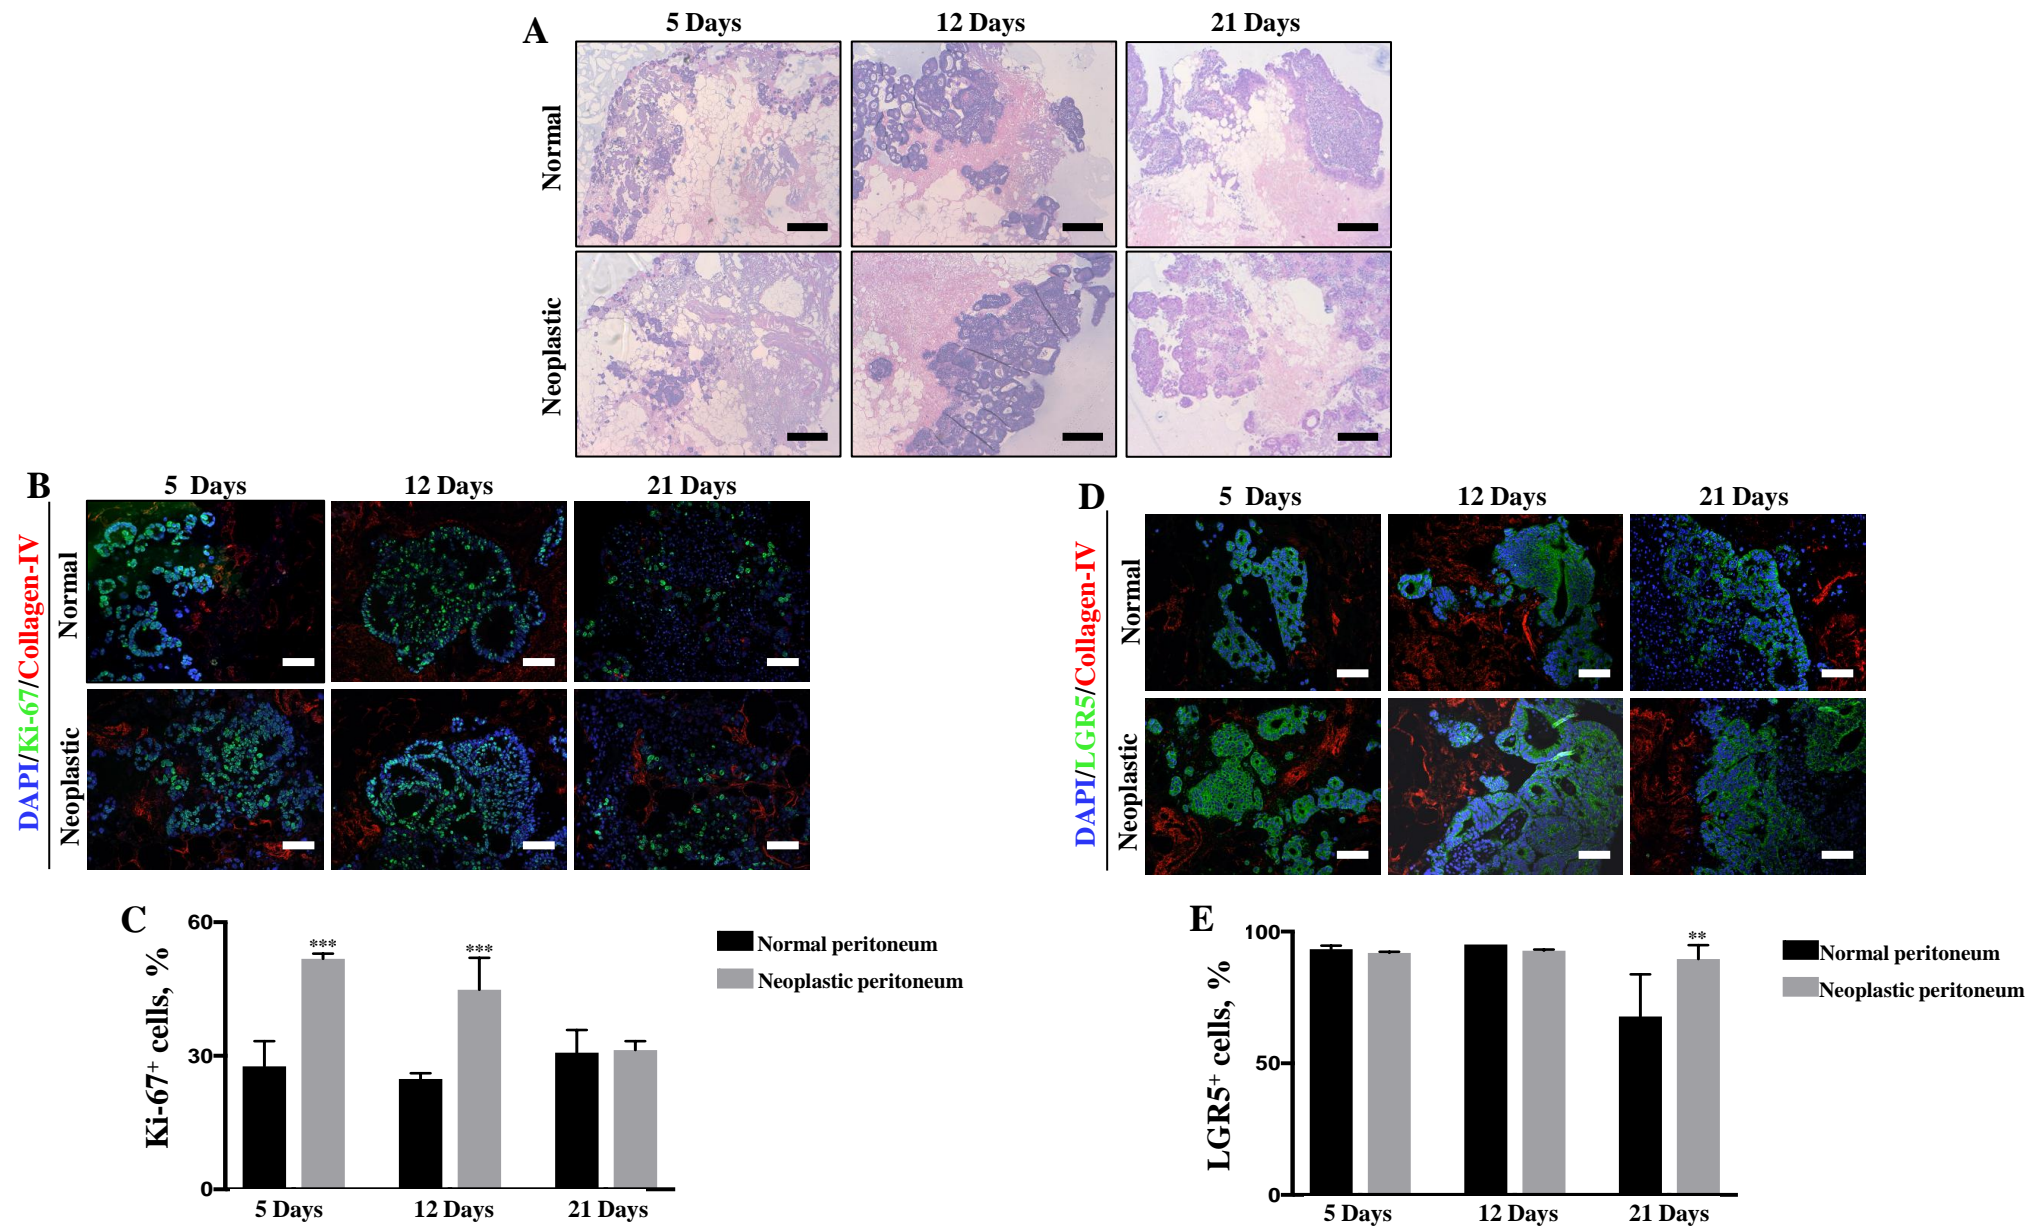 A
5 Days
12 Days
21 Days
Normal
Neoplastic
B
5 Days
12 Days
21 Days
DAPI/Ki-67/Collagen-IV
Normal
Neoplastic
D
5 Days
12 Days
21 Days
DAPI/LGR5/Collagen-IV
Normal
Neoplastic
C
Ki-67+ cells, %
60
30
0
***
***
5 Days
12 Days
21 Days
Normal peritoneum
Neoplastic peritoneum
E
LGR5+ cells, %
100
50
0
**
5 Days
12 Days
21 Days
Normal peritoneum
Neoplastic peritoneum